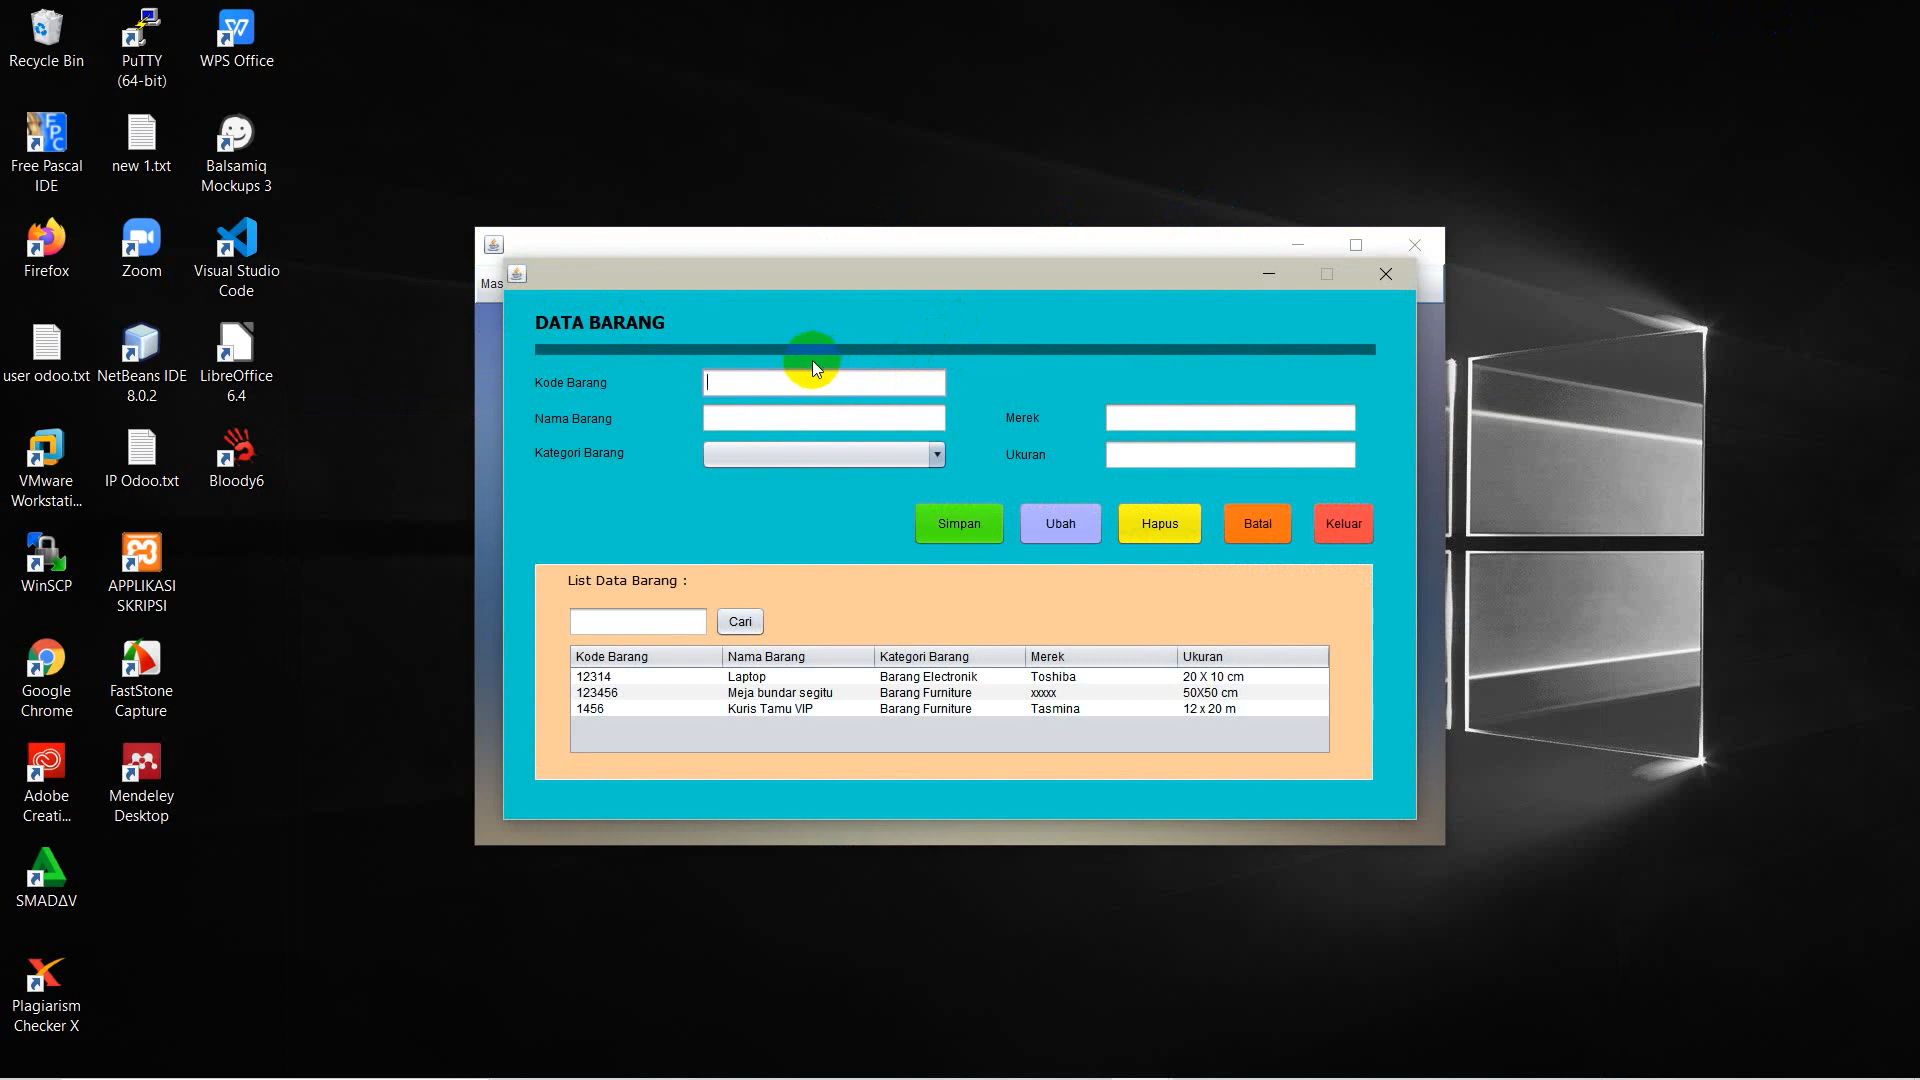 Recycle Bin
PuTTY
(64-bit)
WPS Office
Free Pascal
IDE
new 1.txt
Balsamiq
Mockups 3
Firefox
Zoom
Visual Studio
Code
user odoo.txt
NetBeans IDE
8.0.2
LibreOffice
6.4
VMware
Workstati...
IP Odoo.txt
Bloody6
WinSCP
APPLIKASI
SKRIPSI
Google
Chrome
FastStone
Capture
Adobe
Creati...
Mendeley
Desktop
SMADΔV
Plagiarism
Checker X
Mas
DATA BARANG
Kode Barang
Nama Barang
Merek
Kategori Barang
Ukuran
Simpan Ubah Hapus Batal Keluar
List Data Barang :
Cari
Kode Barang Nama Barang Kategori Barang Merek Ukuran
12314 Laptop Barang Electronik Toshiba 20 X 10 cm
123456 Meja bundar segitu Barang Furniture xxxxx 50X50 cm
1456 Kuris Tamu VIP Barang Furniture Tasmina 12 x 20 m